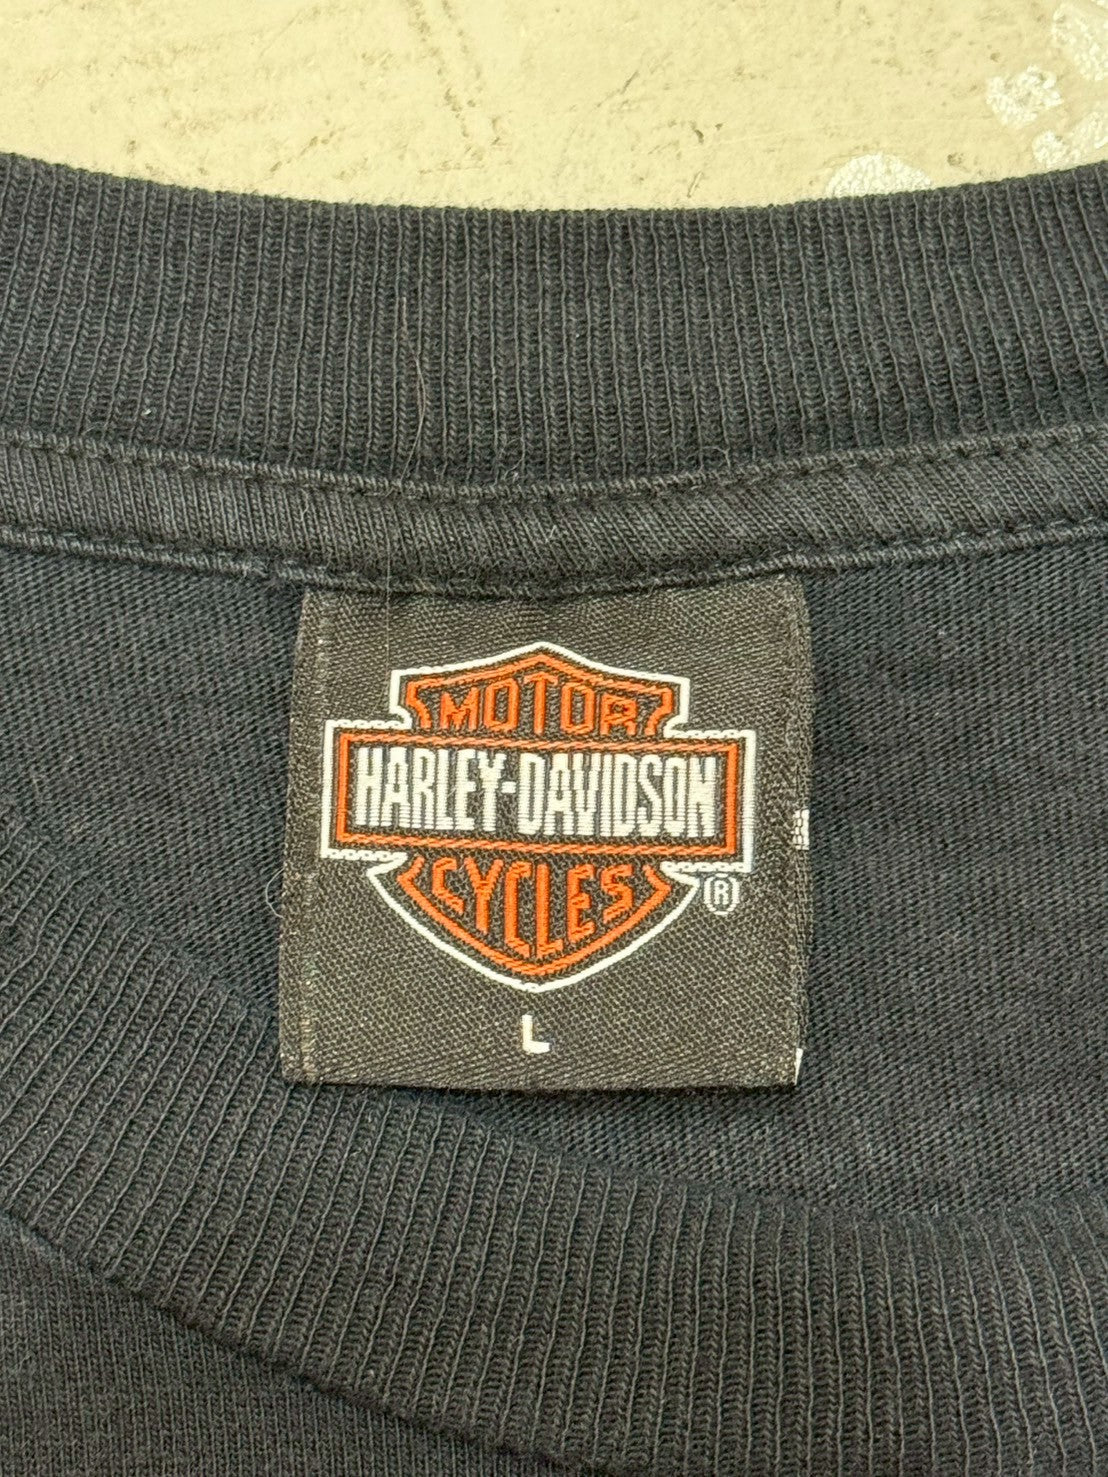 MOTOR
HARLEY-DAVIDSON
CYCLES
®
L